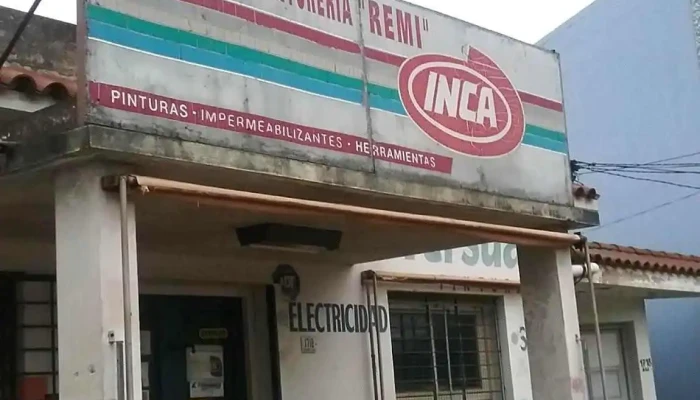 "REMI"
INCA
PINTURAS · IMPERMEABILIZANTES · HERRAMIENTAS
ELECTRICIDAD